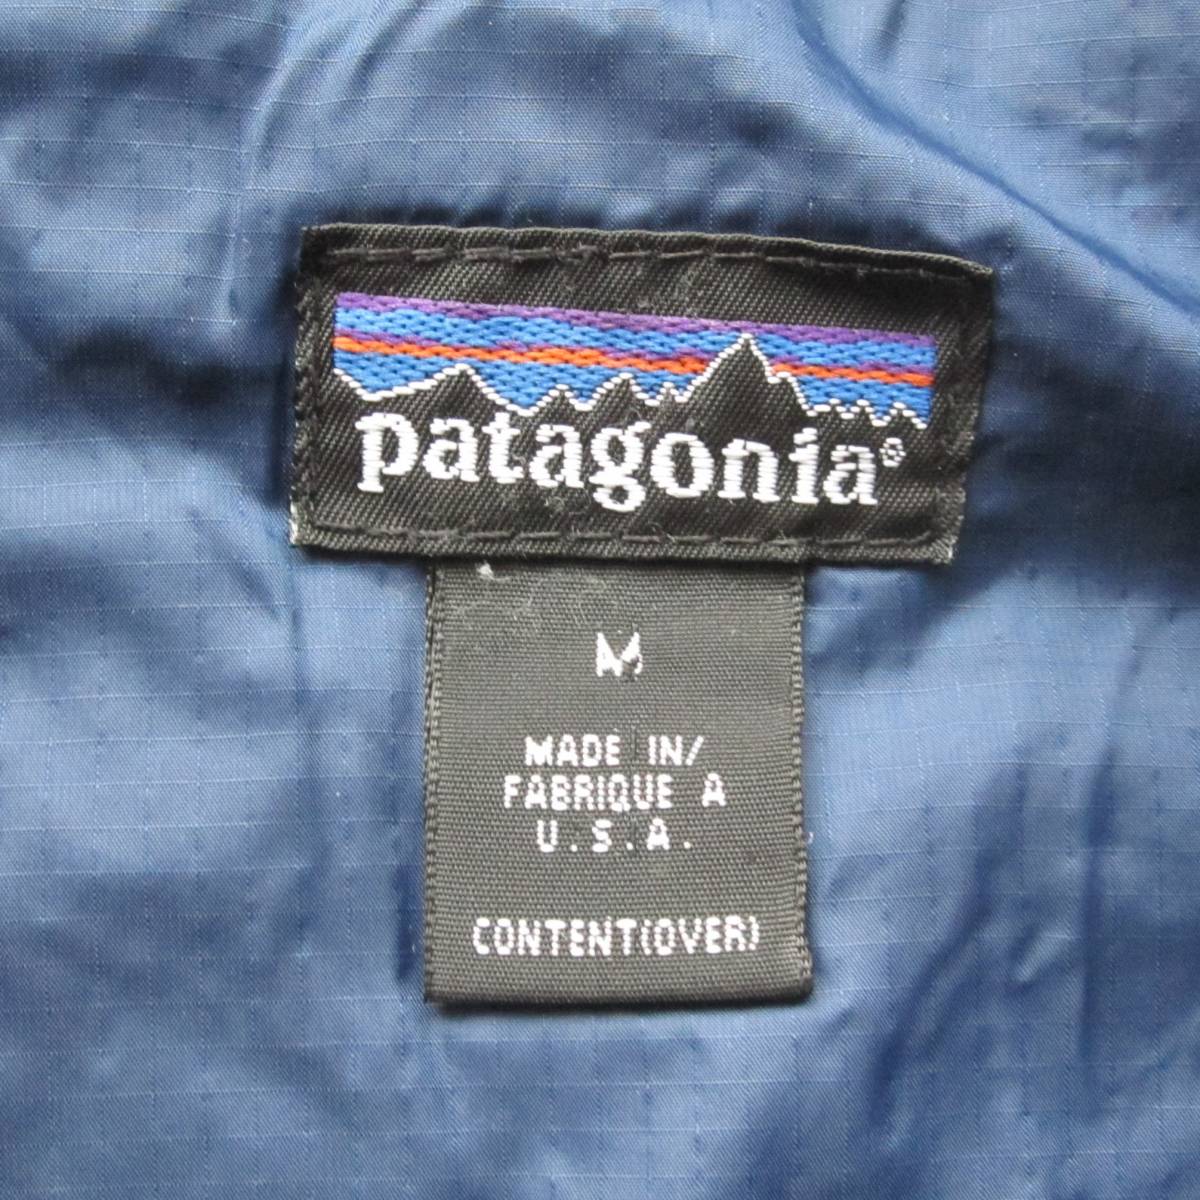 patagonia®
M
MADE IN/
FABRIQUE A
U.S.A.
CONTENT(OVER)